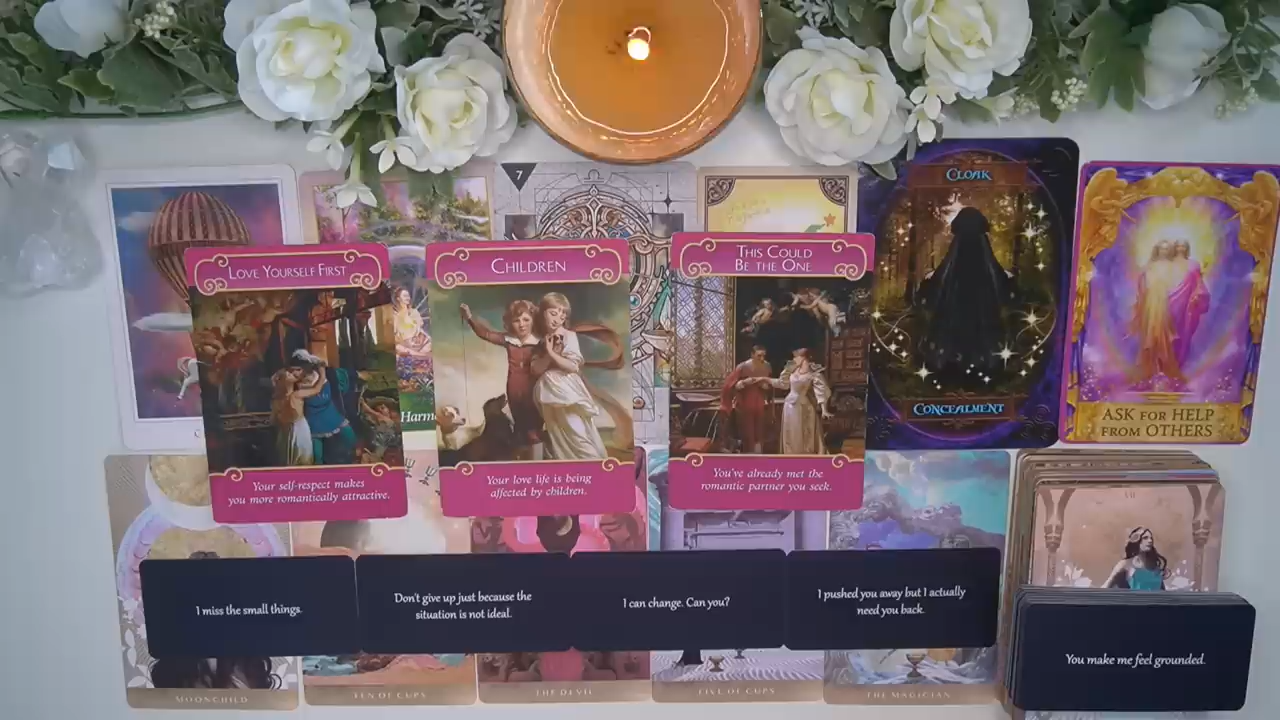 7
CLOAK
LOVE YOURSELF FIRST
CHILDREN
THIS COULD
BE THE ONE
Harm
CONCEALMENT
ASK FOR HELP
FROM OTHERS
Your self-respect makes
you more romantically attractive.
Your love life is being
affected by children.
You've already met the
romantic partner you seek.
VII
I miss the small things.
Don't give up just because the
situation is not ideal.
I can change. Can you?
I pushed you away but I actually
need you back.
You make me feel grounded.
MOONCHILD
TEN OF CUPS
THE DEVIL
FIVE OF CUPS
THE MAGICIAN